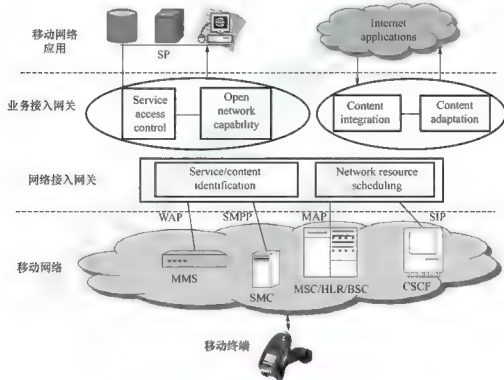 移动网络
应用
SP
Internet
applications
业务接入网关
Service
access
control
Open
network
capability
Content
integration
Content
adaptation
网络接入网关
Service/content
identification
Network resource
scheduling
WAP
SMPP
MAP
SIP
移动网络
MMS
SMC
MSC/HLR/BSC
CSCF
移动终端